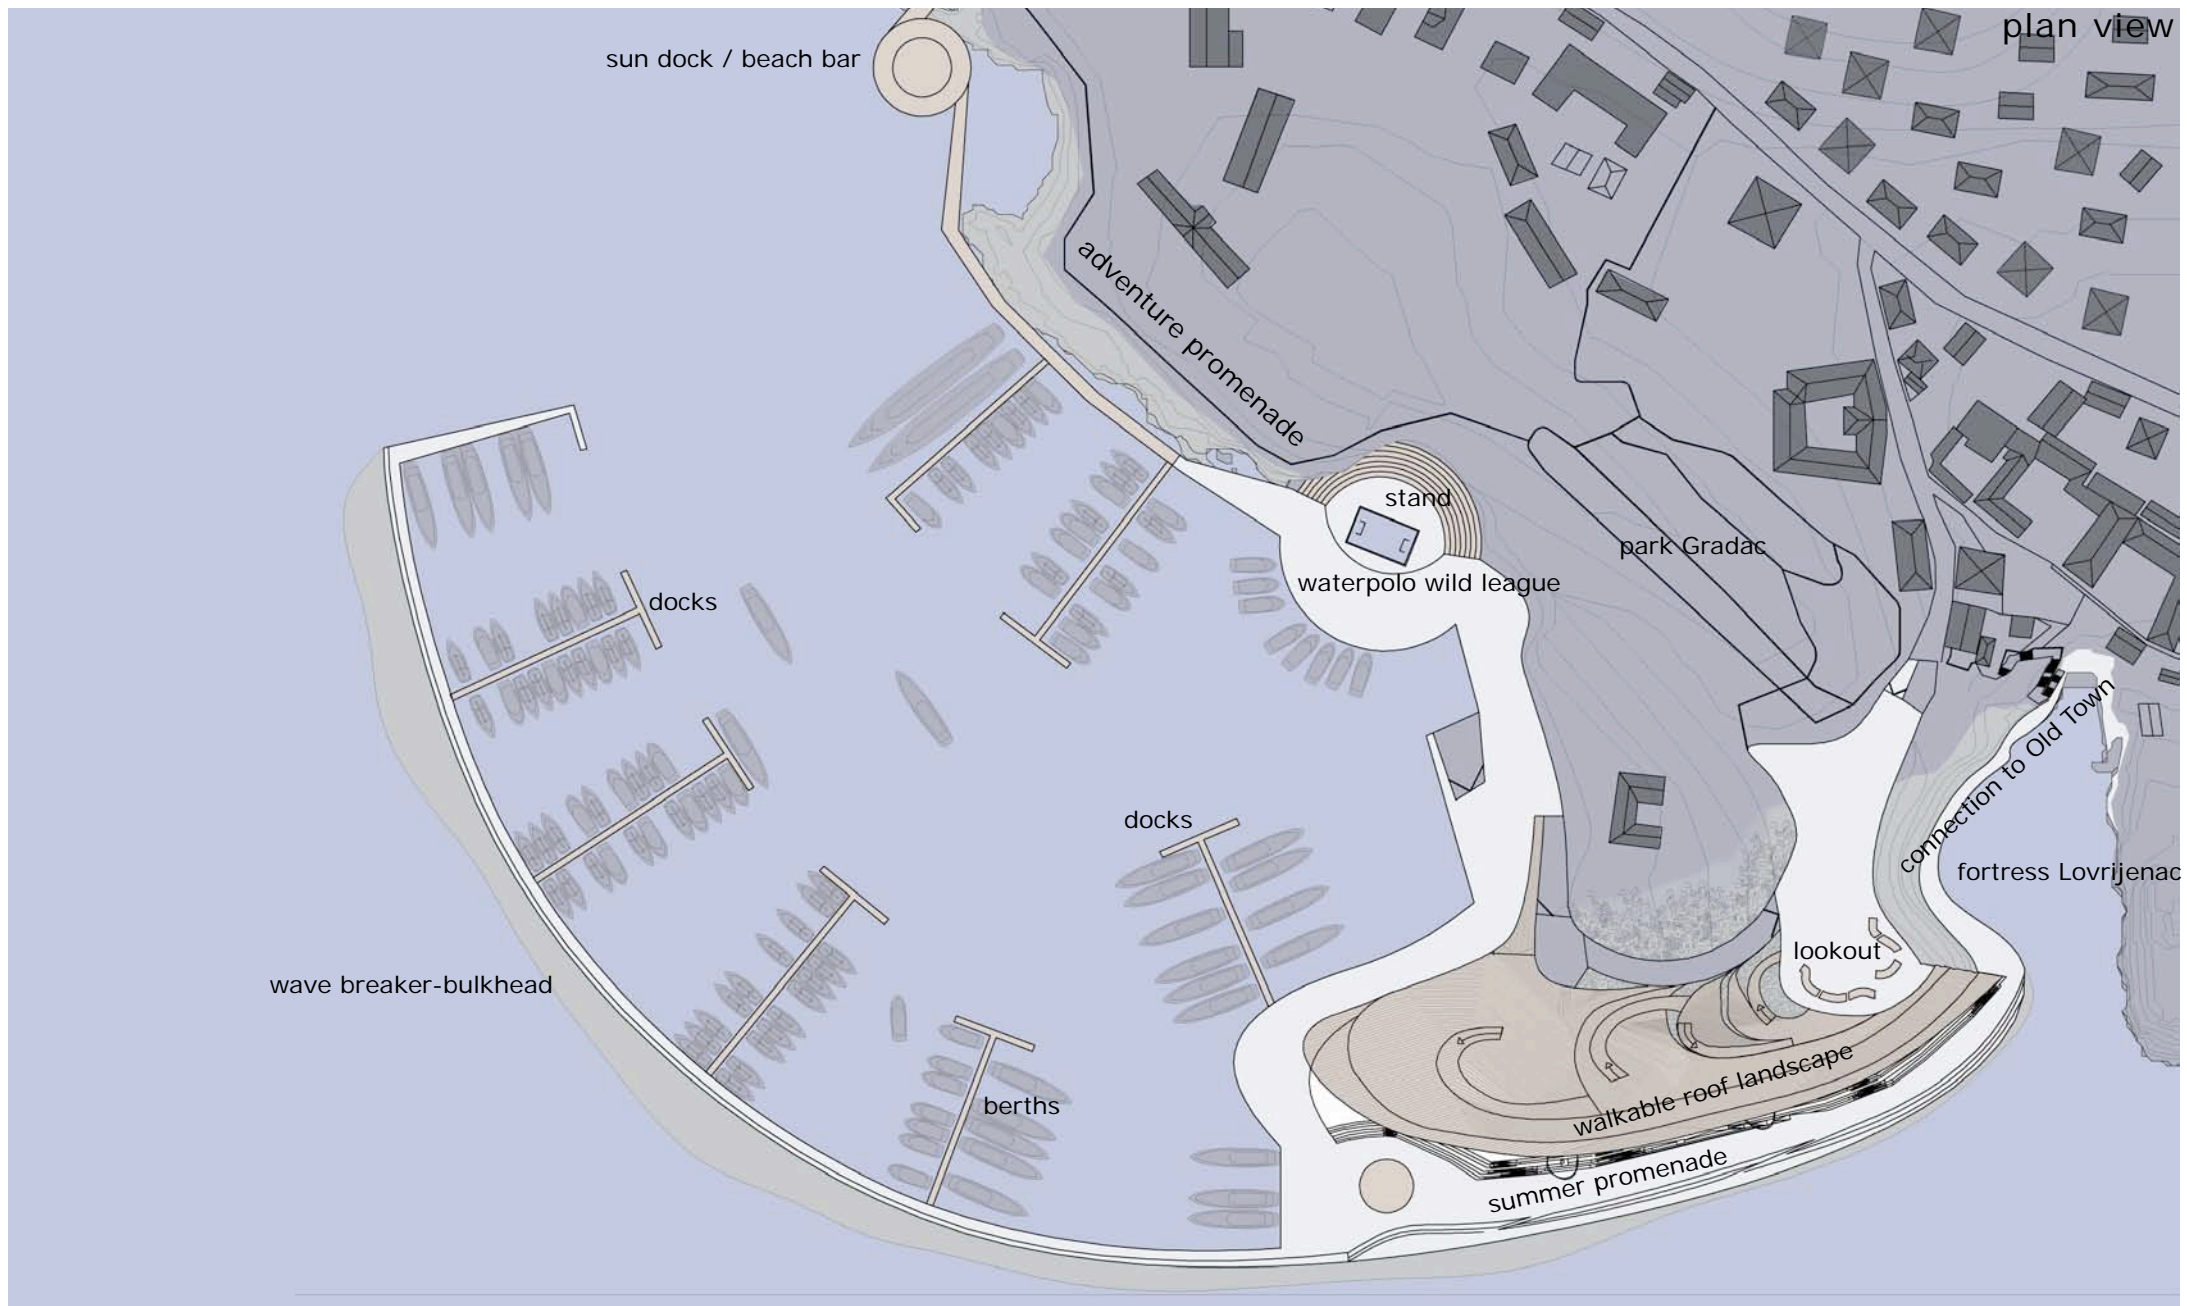 plan view
sun dock / beach bar
adventure promenade
stand
park Gradac
waterpolo wild league
docks
connection to Old Town
docks
fortress Lovrijenac
lookout
wave breaker-bulkhead
walkable roof landscape
berths
summer promenade